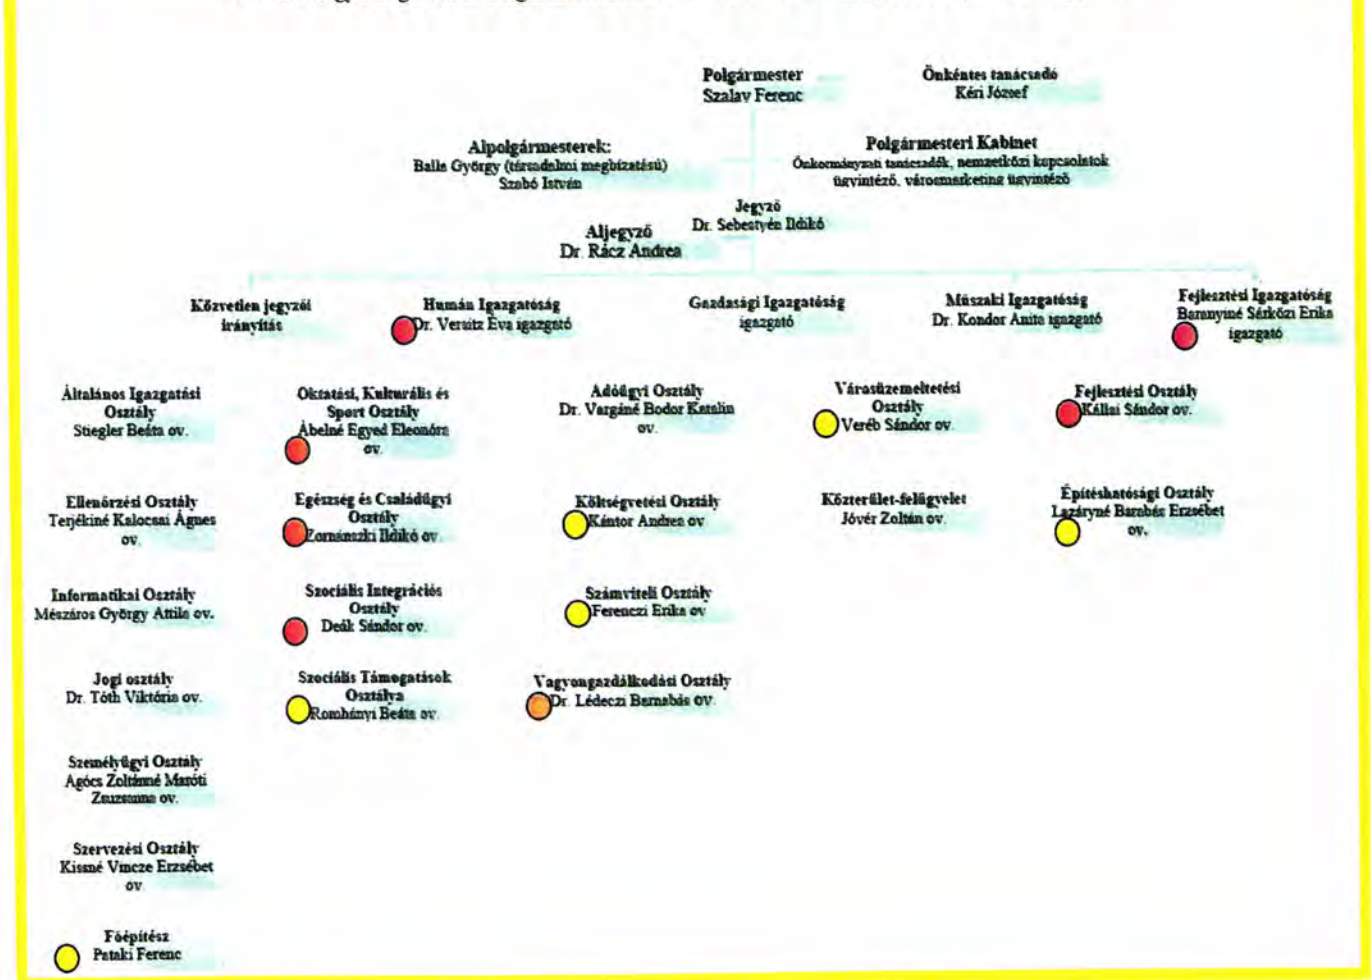 Polgármester
Szalay Ferenc
Önkéntes tanácsadó
Kéri József
Alpolgármesterek:
Balla György (társadalmi megbízatású)
Szabó István
Polgármesteri Kabinet
Önkormányzati tanácsadók, nemzetközi kapcsolatok
ügyintéző, városmarketing ügyintéző
Jegyző
Dr. Sebestyén Ildikó
Aljegyző
Dr. Rácz Andrea
Közvetlen jegyzői
irányítás
Humán Igazgatóság
Dr. Versitz Éva igazgató
Gazdasági Igazgatóság
igazgató
Műszaki Igazgatóság
Dr. Kondor Anita igazgató
Fejlesztési Igazgatóság
Baranyiné Sérközi Erika
igazgató
Általános Igazgatási
Osztály
Stiegler Beáta ov.
Oktatási, Kulturális és
Sport Osztály
Ábelné Egyed Eleonóra
ov.
Adóügyi Osztály
Dr. Vargáné Bodor Katalin
ov.
Városüzemeltetési
Osztály
Veréb Sándor ov.
Fejlesztési Osztály
Kállai Sándor ov.
Ellenőrzési Osztály
Terjékiné Kalocsai Ágnes
ov.
Egészség és Családügyi
Osztály
Zornánszki Ildikó ov.
Költségvetési Osztály
Kántor Andrea ov
Közterület-felügyelet
Jóvér Zoltán ov.
Építéshatósági Osztály
Lazáryné Barnabás Erzsébet
ov.
Informatikai Osztály
Mészáros György Attila ov.
Szociális Integrációs
Osztály
Deák Sándor ov.
Számviteli Osztály
Ferenczi Erika ov
Jogi osztály
Dr. Tóth Viktória ov.
Szociális Támogatások
Osztálya
Romhányi Beáta ov.
Vagyongazdálkodási Osztály
Dr. Lédeczi Barnabás ov.
Személyügyi Osztály
Agócs Zoltánné Maróti
Zsuzsanna ov.
Szervezési Osztály
Kissné Vincze Erzsébet
ov
Főépítész
Pataki Ferenc